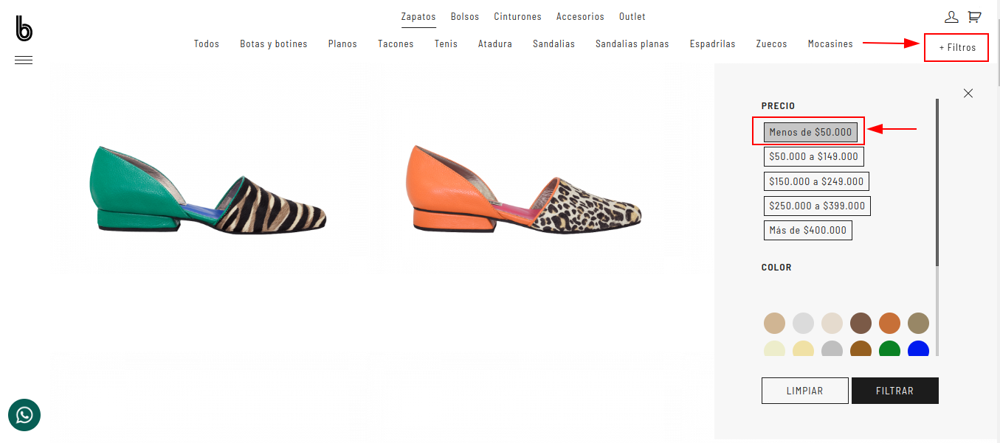 Zapatos Bolsos Cinturones Accesorios Outlet
b
Todos Botas y botines Planos Tacones Tenis Atadura Sandalias Sandalias planas Espadrilas Zuecos Mocasines + Filtros
PRECIO
Menos de $50.000
$50.000 a $149.000
$150.000 a $249.000
$250.000 a $399.000
Más de $400.000
COLOR
LIMPIAR FILTRAR